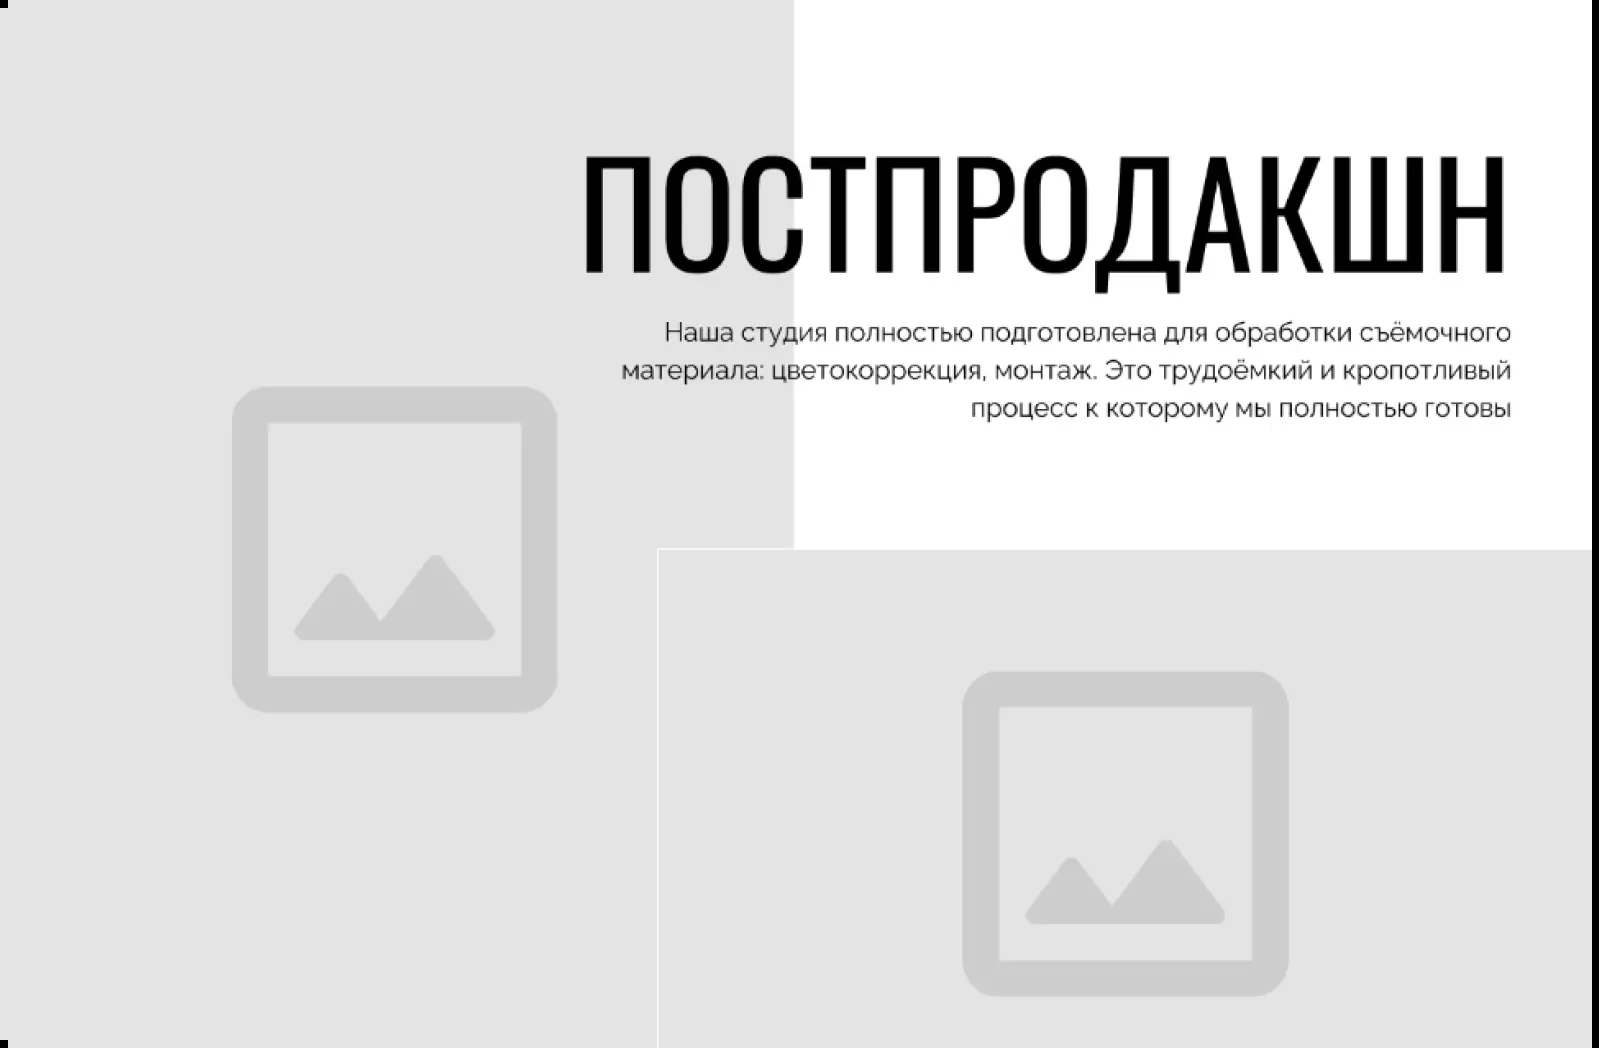 ПОСТПРОДАКШН
Наша студия полностью подготовлена для обработки съёмочного
материала: цветокоррекция, монтаж. Это трудоёмкий и кропотливый
процесс к которому мы полностью готовы